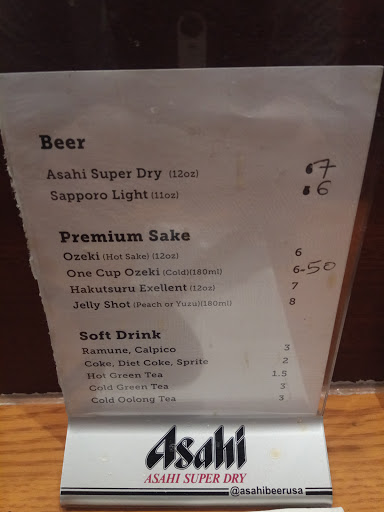 Beer
Asahi Super Dry (12oz) 7
Sapporo Light (11oz) 6
Premium Sake
Ozeki (Hot Sake) (12oz) 6
One Cup Ozeki (Cold)(180ml) 6-50
Hakutsuru Exellent (12oz) 7
Jelly Shot (Peach or Yuzu)(180ml) 8
Soft Drink
Ramune, Calpico 3
Coke, Diet Coke, Sprite 2
Hot Green Tea 1.5
Cold Green Tea 3
Cold Oolong Tea 3
Asahi
ASAHI SUPER DRY
@asahibeerusa